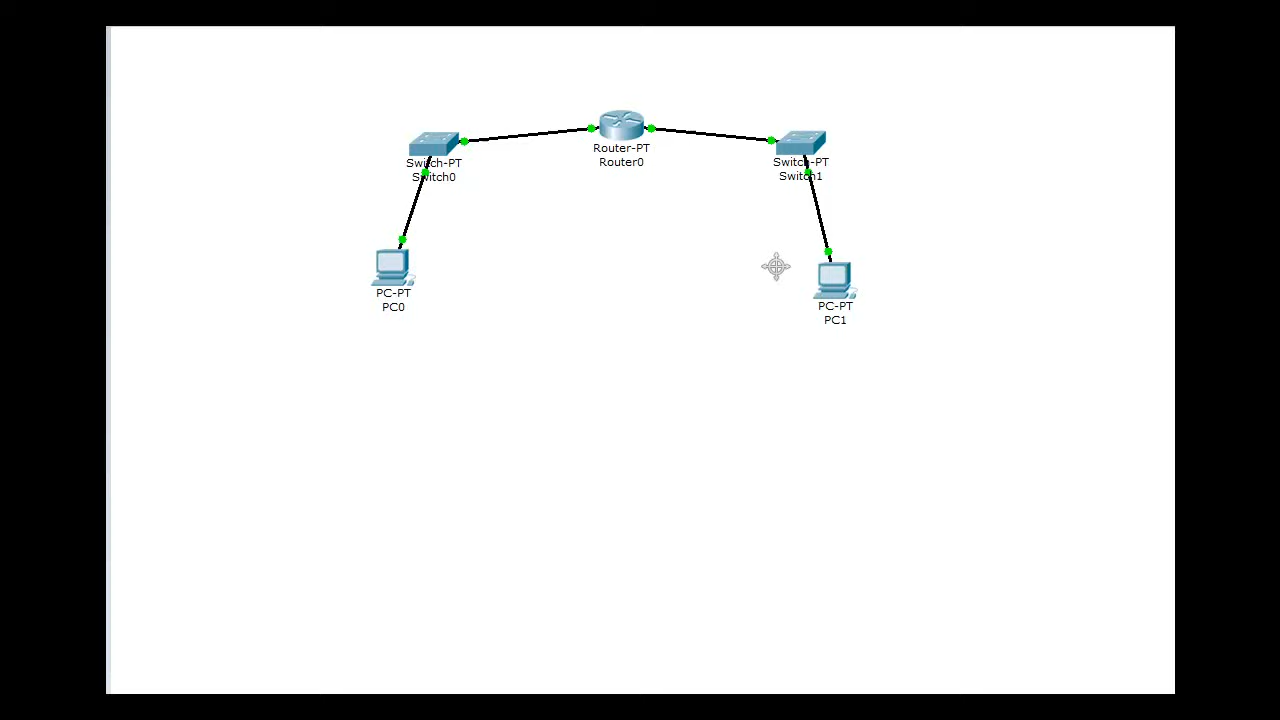 Router-PT
Router0
Switch-PT
Switch0
Switch-PT
Switch1
PC-PT
PC0
PC-PT
PC1